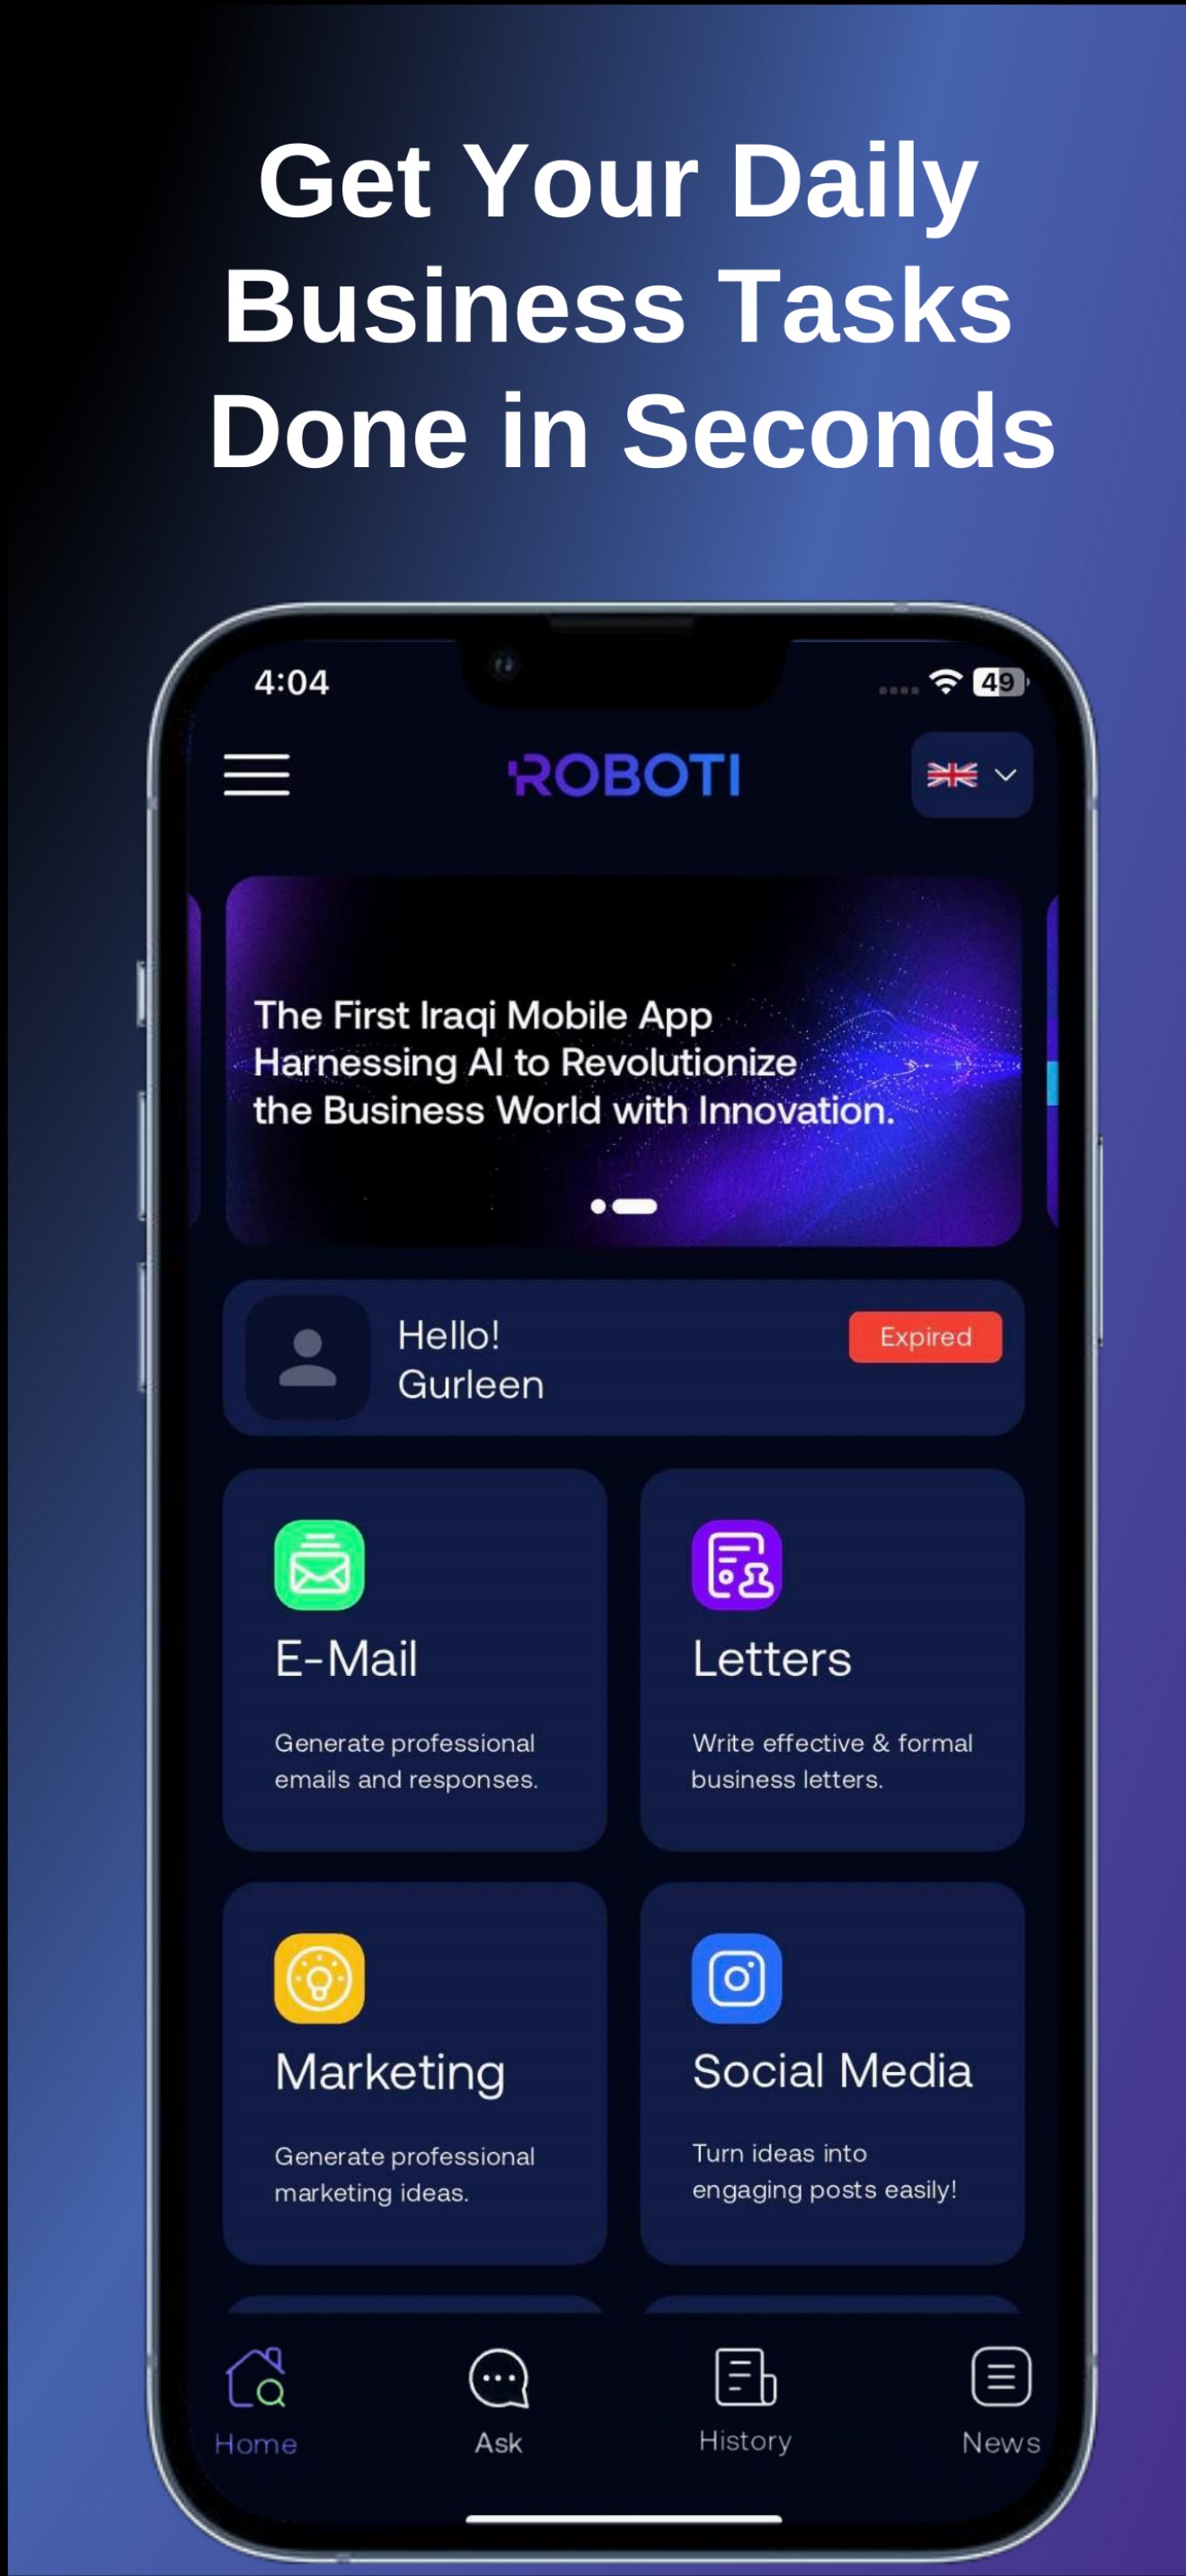 Get Your Daily
Business Tasks
Done in Seconds
4:04
49
ROBOTI
The First Iraqi Mobile App
Harnessing AI to Revolutionize
the Business World with Innovation.
Hello!
Gurleen
Expired
E-Mail
Generate professional
emails and responses.
Letters
Write effective & formal
business letters.
Marketing
Generate professional
marketing ideas.
Social Media
Turn ideas into
engaging posts easily!
Home
Ask
History
News